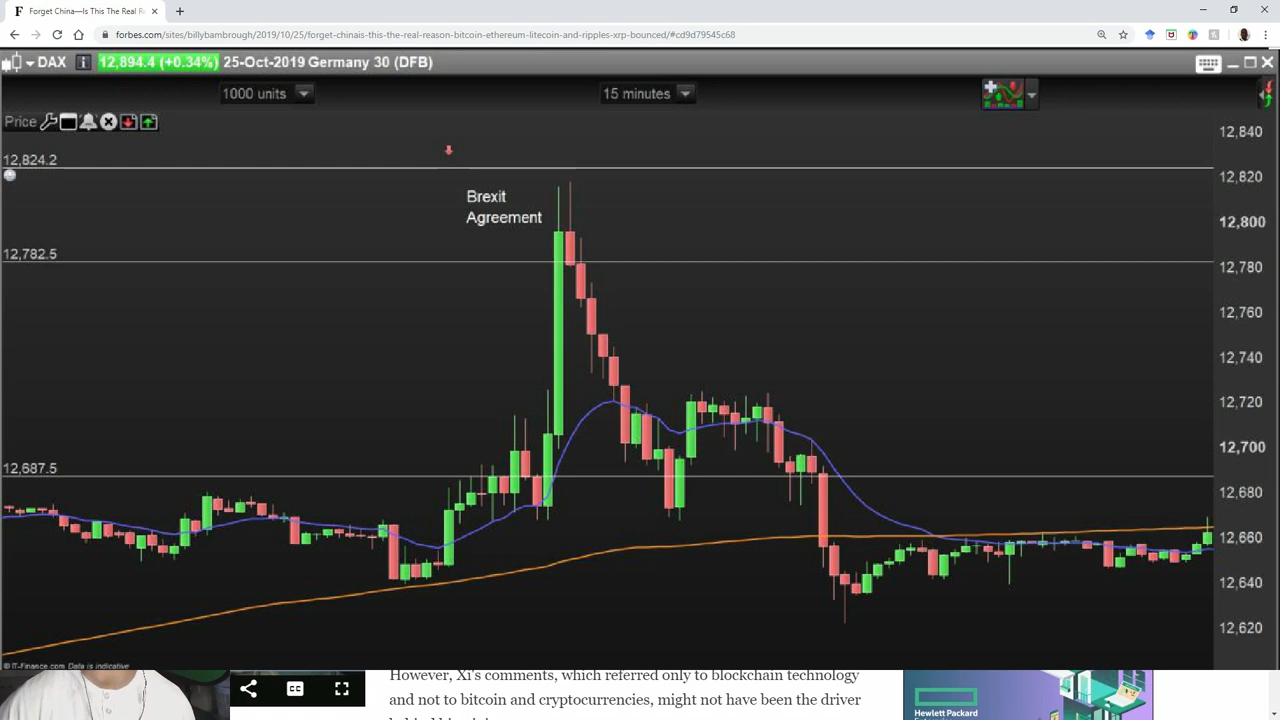 Forget China—Is This The Real R
forbes.com/sites/billybambrough/2019/10/25/forget-chinais-this-the-real-reason-bitcoin-ethereum-litecoin-and-ripples-xrp-bounced/#cd9d79545c68
DAX 12,894.4 (+0.34%) 25-Oct-2019 Germany 30 (DFB)
1000 units 15 minutes
Price
12,840
12,824.2
12,820
Brexit
Agreement
12,800
12,782.5
12,780
12,760
12,740
12,720
12,700
12,687.5
12,680
12,660
12,640
12,620
© IT-Finance.com Data is indicative
However, Xi's comments, which referred only to blockchain technology
and not to bitcoin and cryptocurrencies, might not have been the driver
Hewlett Packard